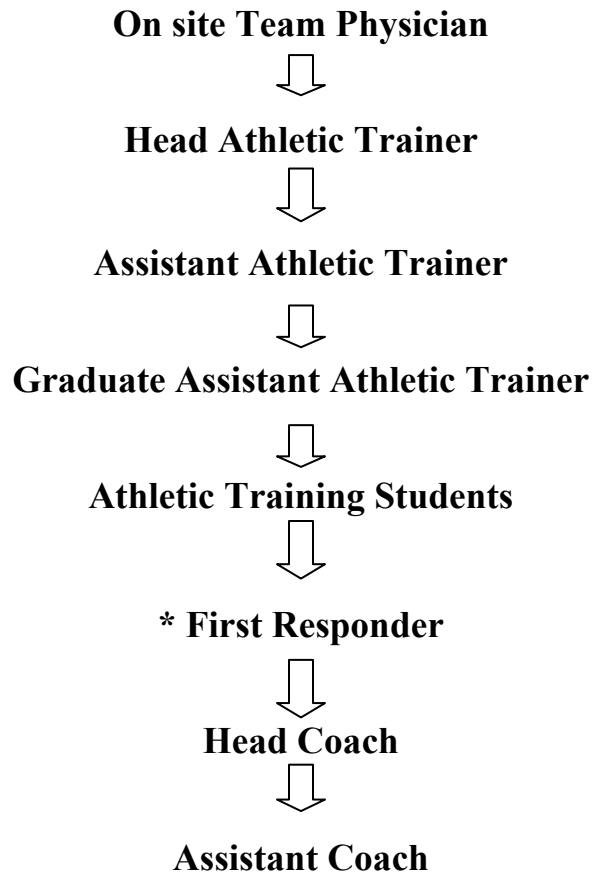 On site Team Physician
Head Athletic Trainer
Assistant Athletic Trainer
Graduate Assistant Athletic Trainer
Athletic Training Students
* First Responder
Head Coach
Assistant Coach